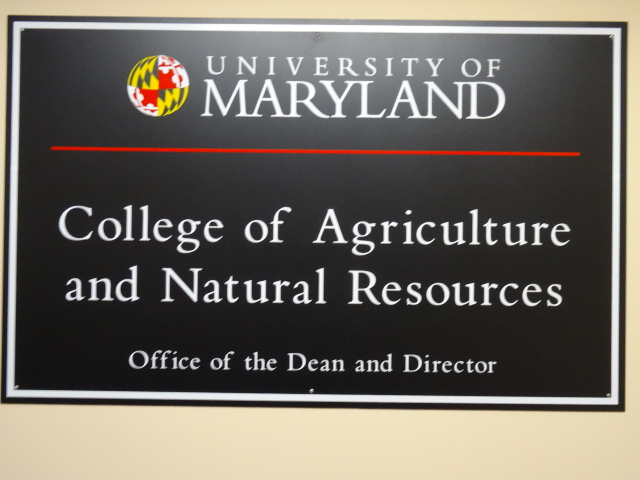 UNIVERSITY OF
MARYLAND
College of Agriculture
and Natural Resources
Office of the Dean and Director